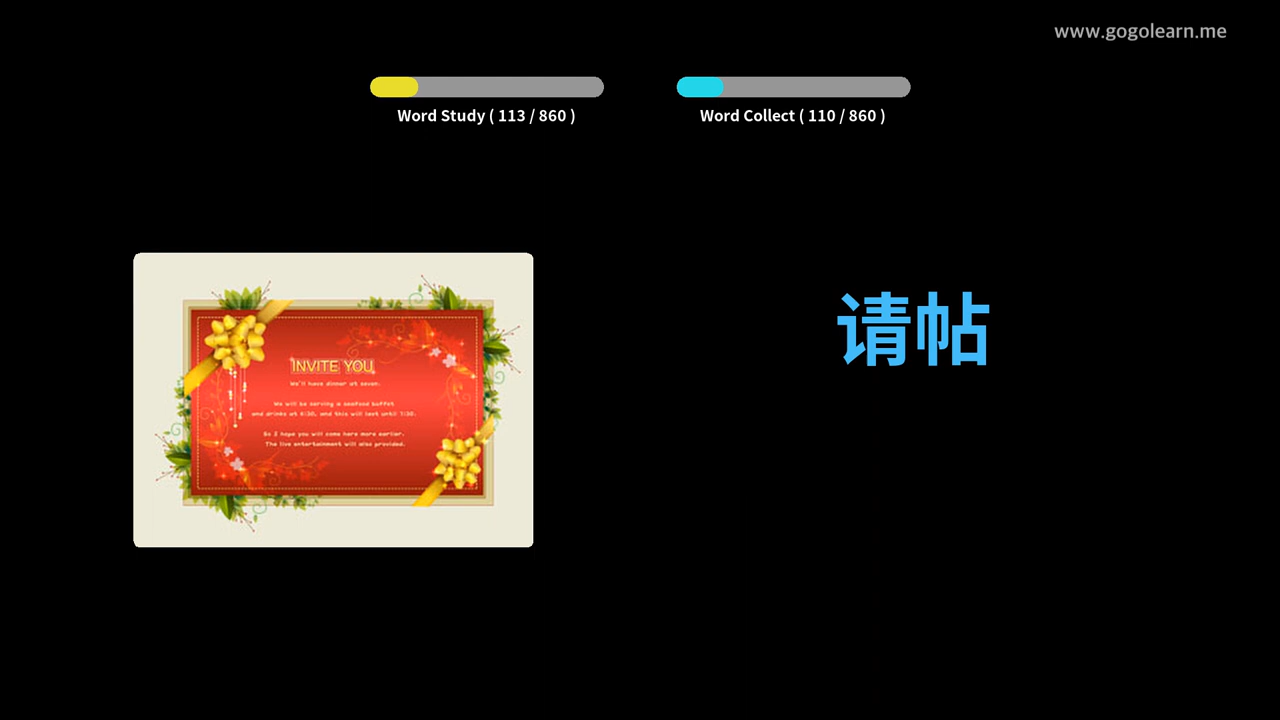 www.gogolearn.me
Word Study ( 113 / 860 )
Word Collect ( 110 / 860 )
请帖
INVITE YOU
We'll have dinner at seven.
We will be serving a seafood buffet
and drinks at 6:30, and this will last until 7:30.
So I hope you will come here more earlier.
The live entertainment will also provided.